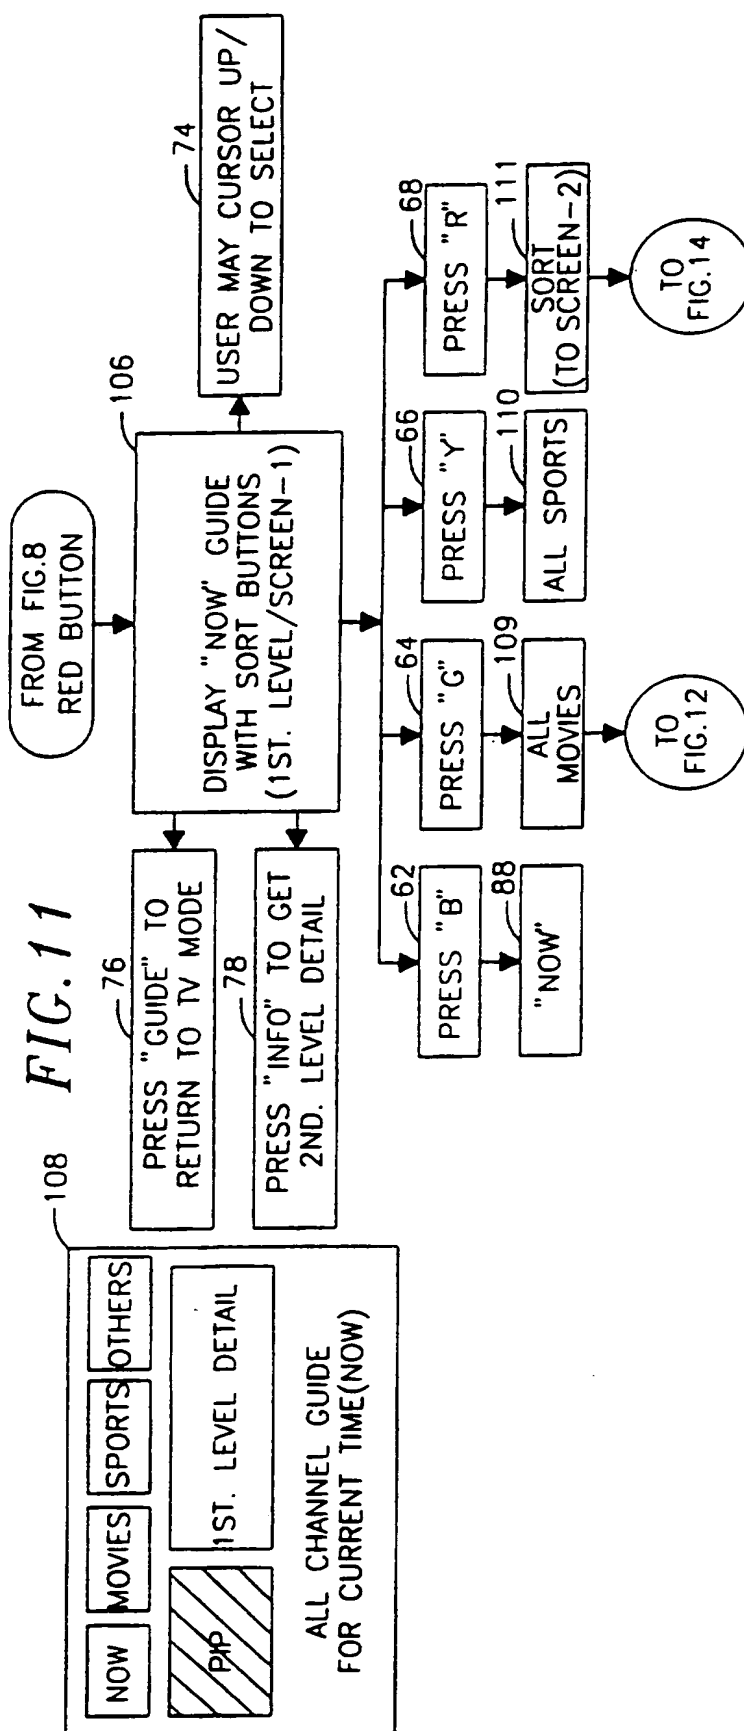 FIG.11
108
NOW
MOVIES
SPORTS
OTHERS
PIP
1ST. LEVEL DETAIL
ALL CHANNEL GUIDE
FOR CURRENT TIME(NOW)
FROM FIG.8
RED BUTTON
106
DISPLAY "NOW" GUIDE
WITH SORT BUTTONS
(1ST. LEVEL/SCREEN-1)
76
PRESS "GUIDE" TO
RETURN TO TV MODE
78
PRESS "INFO" TO GET
2ND. LEVEL DETAIL
74
USER MAY CURSOR UP/
DOWN TO SELECT
62
PRESS "B"
88
"NOW"
64
PRESS "G"
109
ALL
MOVIES
TO
FIG.12
66
PRESS "Y"
110
ALL SPORTS
68
PRESS "R"
111
SORT
(TO SCREEN-2)
TO
FIG.14